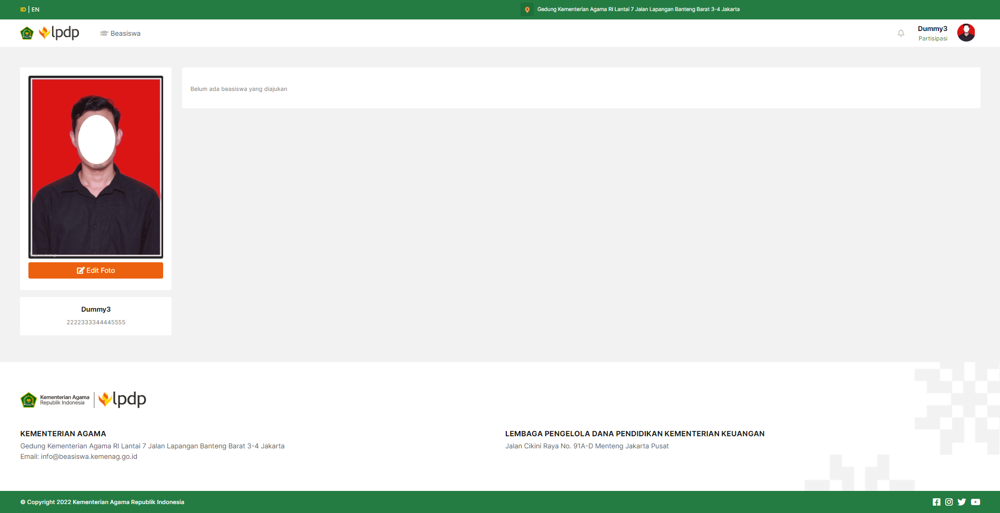 ID | EN
Gedung Kementerian Agama RI Lantai 7 Jalan Lapangan Banteng Barat 3-4 Jakarta
lpdp
Beasiswa
Dummy3
Partisipasi
Belum ada beasiswa yang diajukan
Edit Foto
Dummy3
2222333344445555
Kementerian Agama
Republik Indonesia
lpdp
KEMENTERIAN AGAMA
Gedung Kementerian Agama RI Lantai 7 Jalan Lapangan Banteng Barat 3-4 Jakarta
Email: info@beasiswa.kemenag.go.id
LEMBAGA PENGELOLA DANA PENDIDIKAN KEMENTERIAN KEUANGAN
Jalan Cikini Raya No. 91A-D Menteng Jakarta Pusat
© Copyright 2022 Kementerian Agama Republik Indonesia